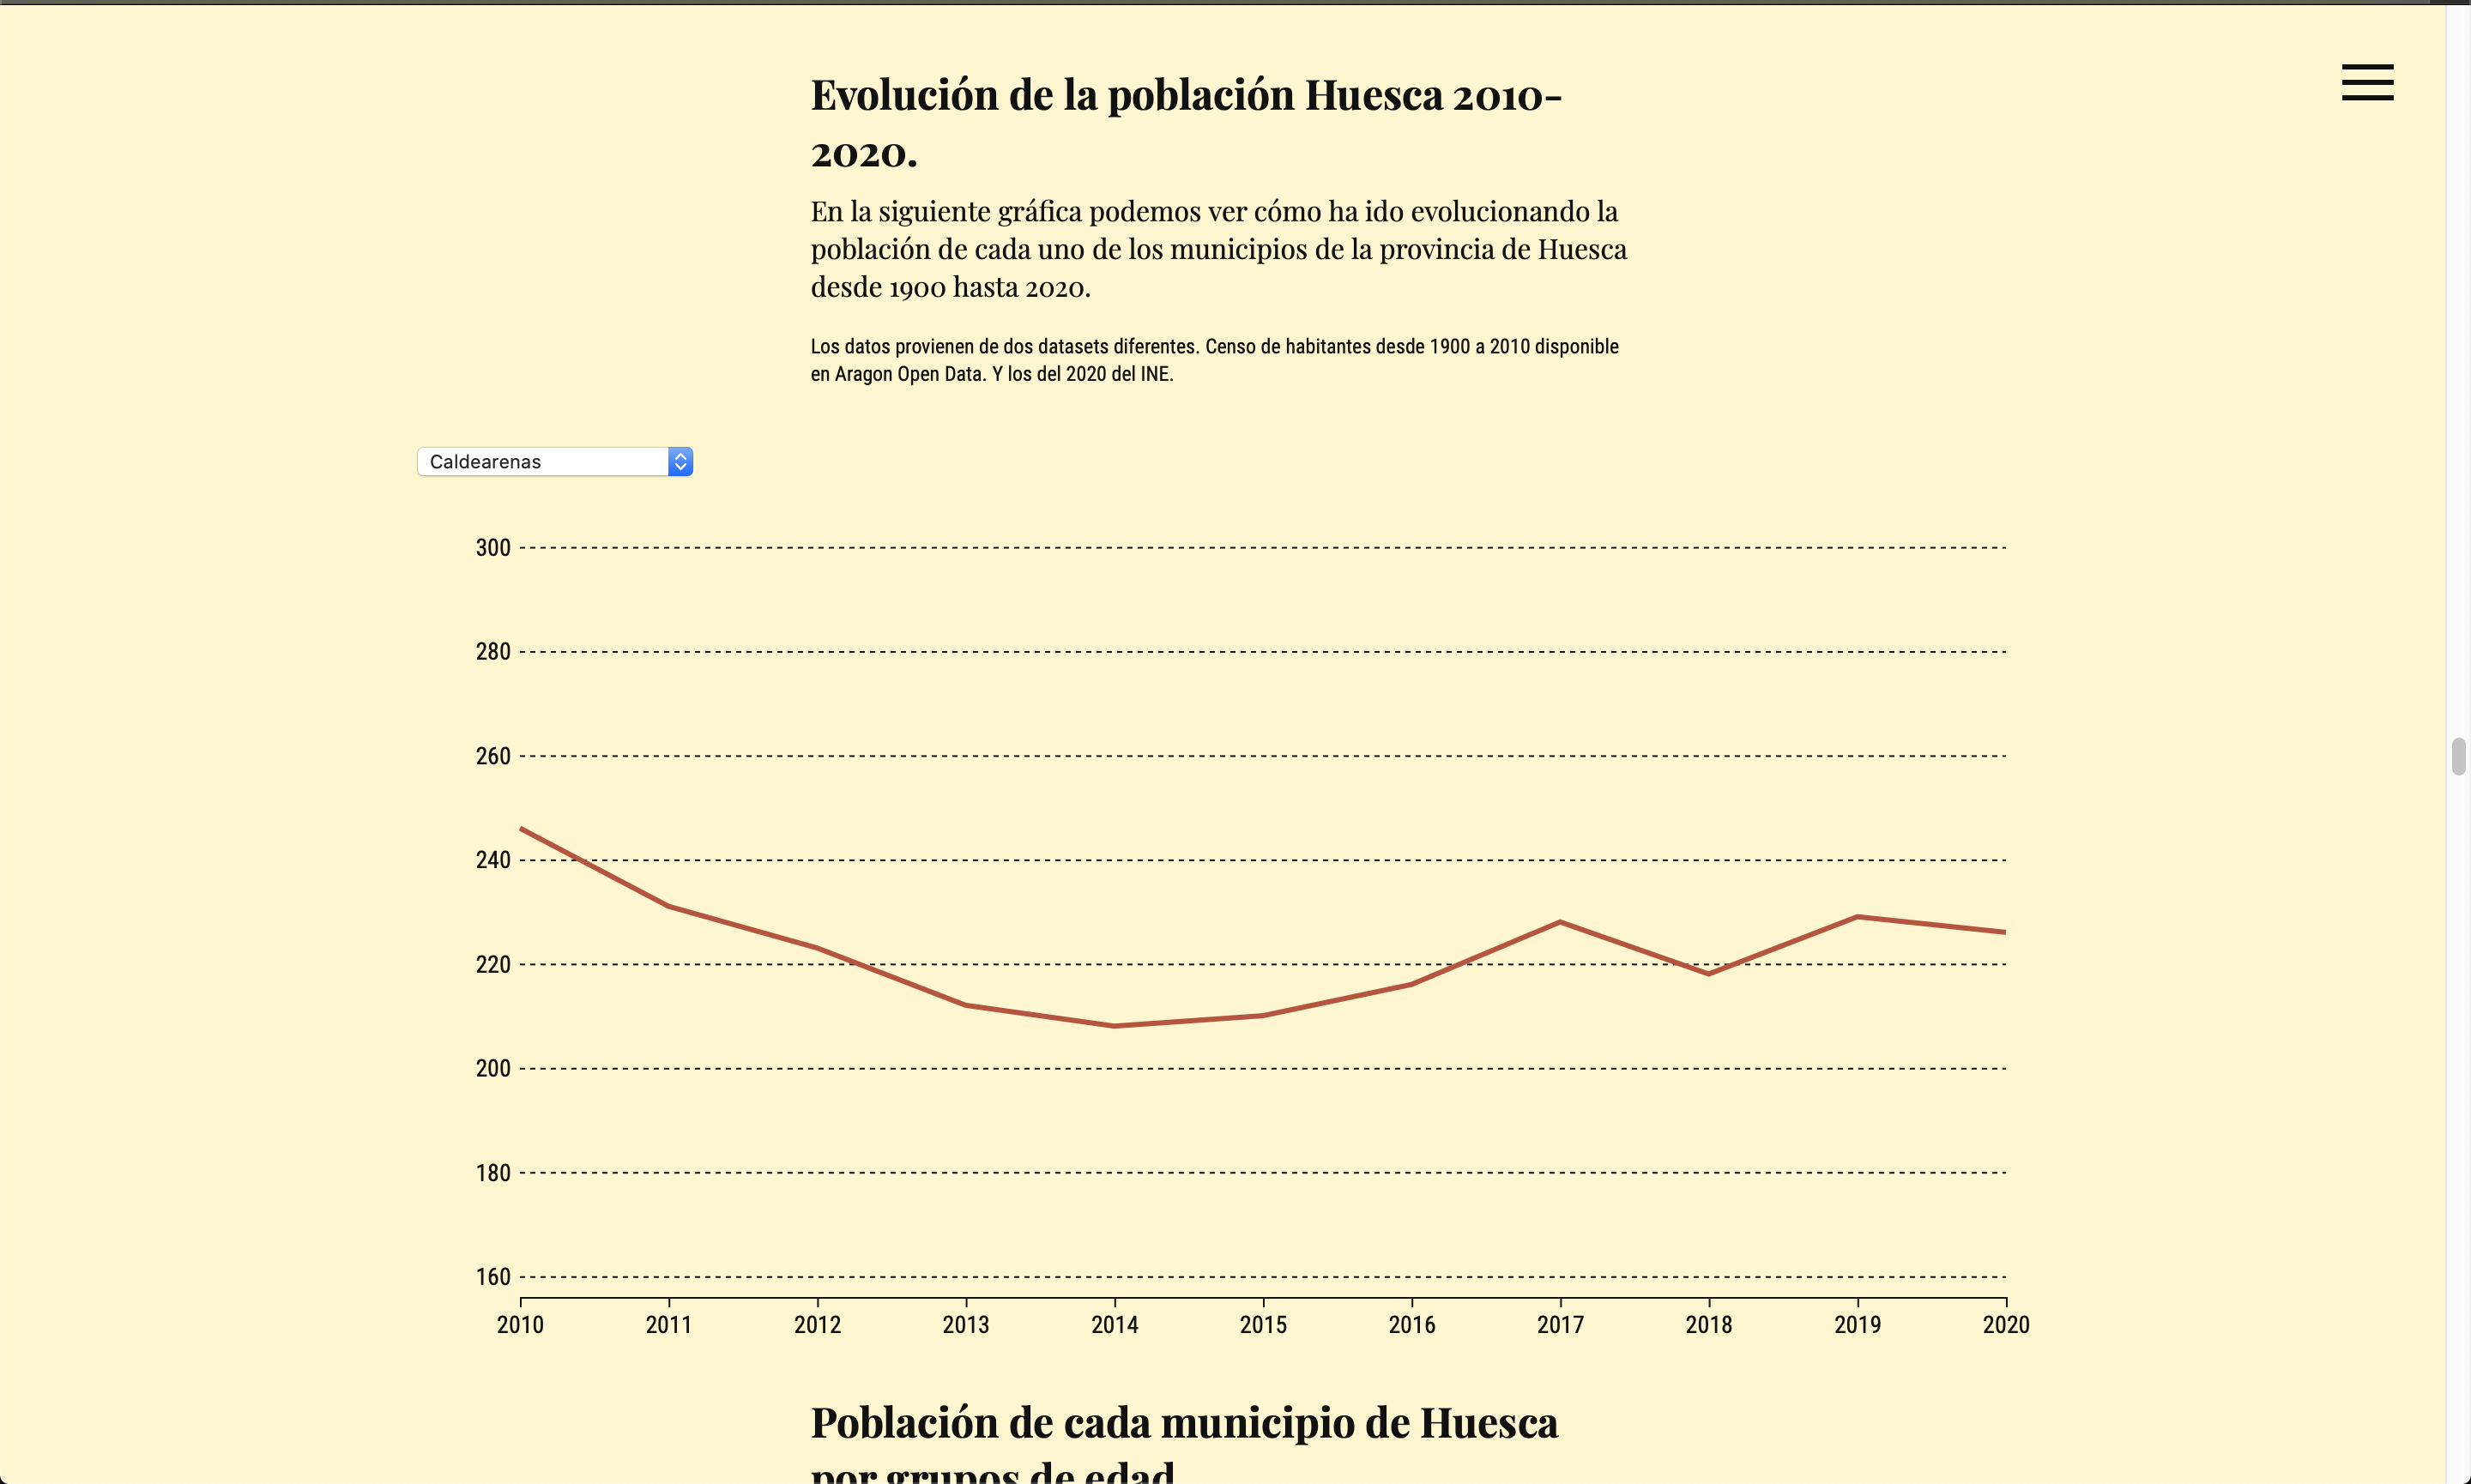 Evolución de la población Huesca 2010-
2020.
En la siguiente gráfica podemos ver cómo ha ido evolucionando la
población de cada uno de los municipios de la provincia de Huesca
desde 1900 hasta 2020.
Los datos provienen de dos datasets diferentes. Censo de habitantes desde 1900 a 2010 disponible
en Aragon Open Data. Y los del 2020 del INE.
Caldearenas
300
280
260
240
220
200
180
160
2010 2011 2012 2013 2014 2015 2016 2017 2018 2019 2020
Población de cada municipio de Huesca
por grupos de edad